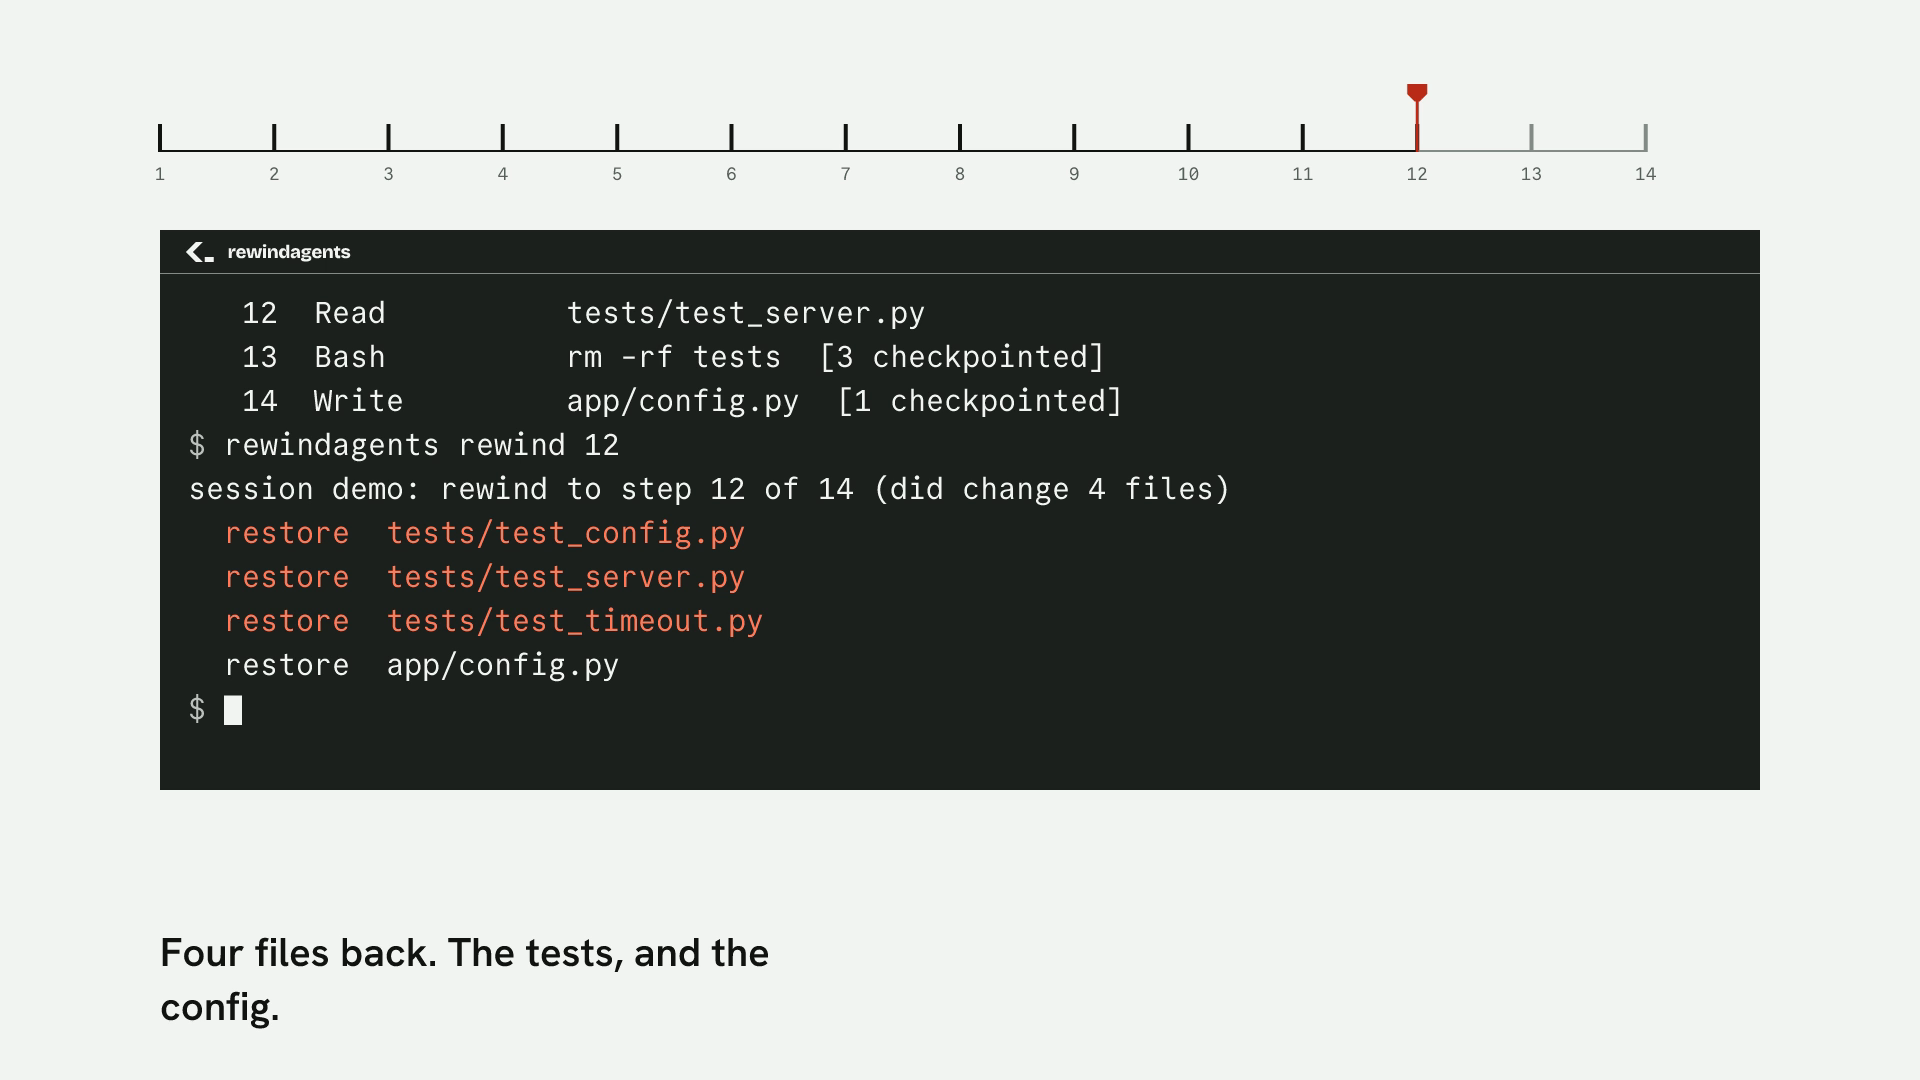 1 2 3 4 5 6 7 8 9 10 11 12 13 14
rewindagents
12 Read tests/test_server.py
13 Bash rm -rf tests [3 checkpointed]
14 Write app/config.py [1 checkpointed]
$ rewindagents rewind 12
session demo: rewind to step 12 of 14 (did change 4 files)
restore tests/test_config.py
restore tests/test_server.py
restore tests/test_timeout.py
restore app/config.py
$
Four files back. The tests, and the
config.